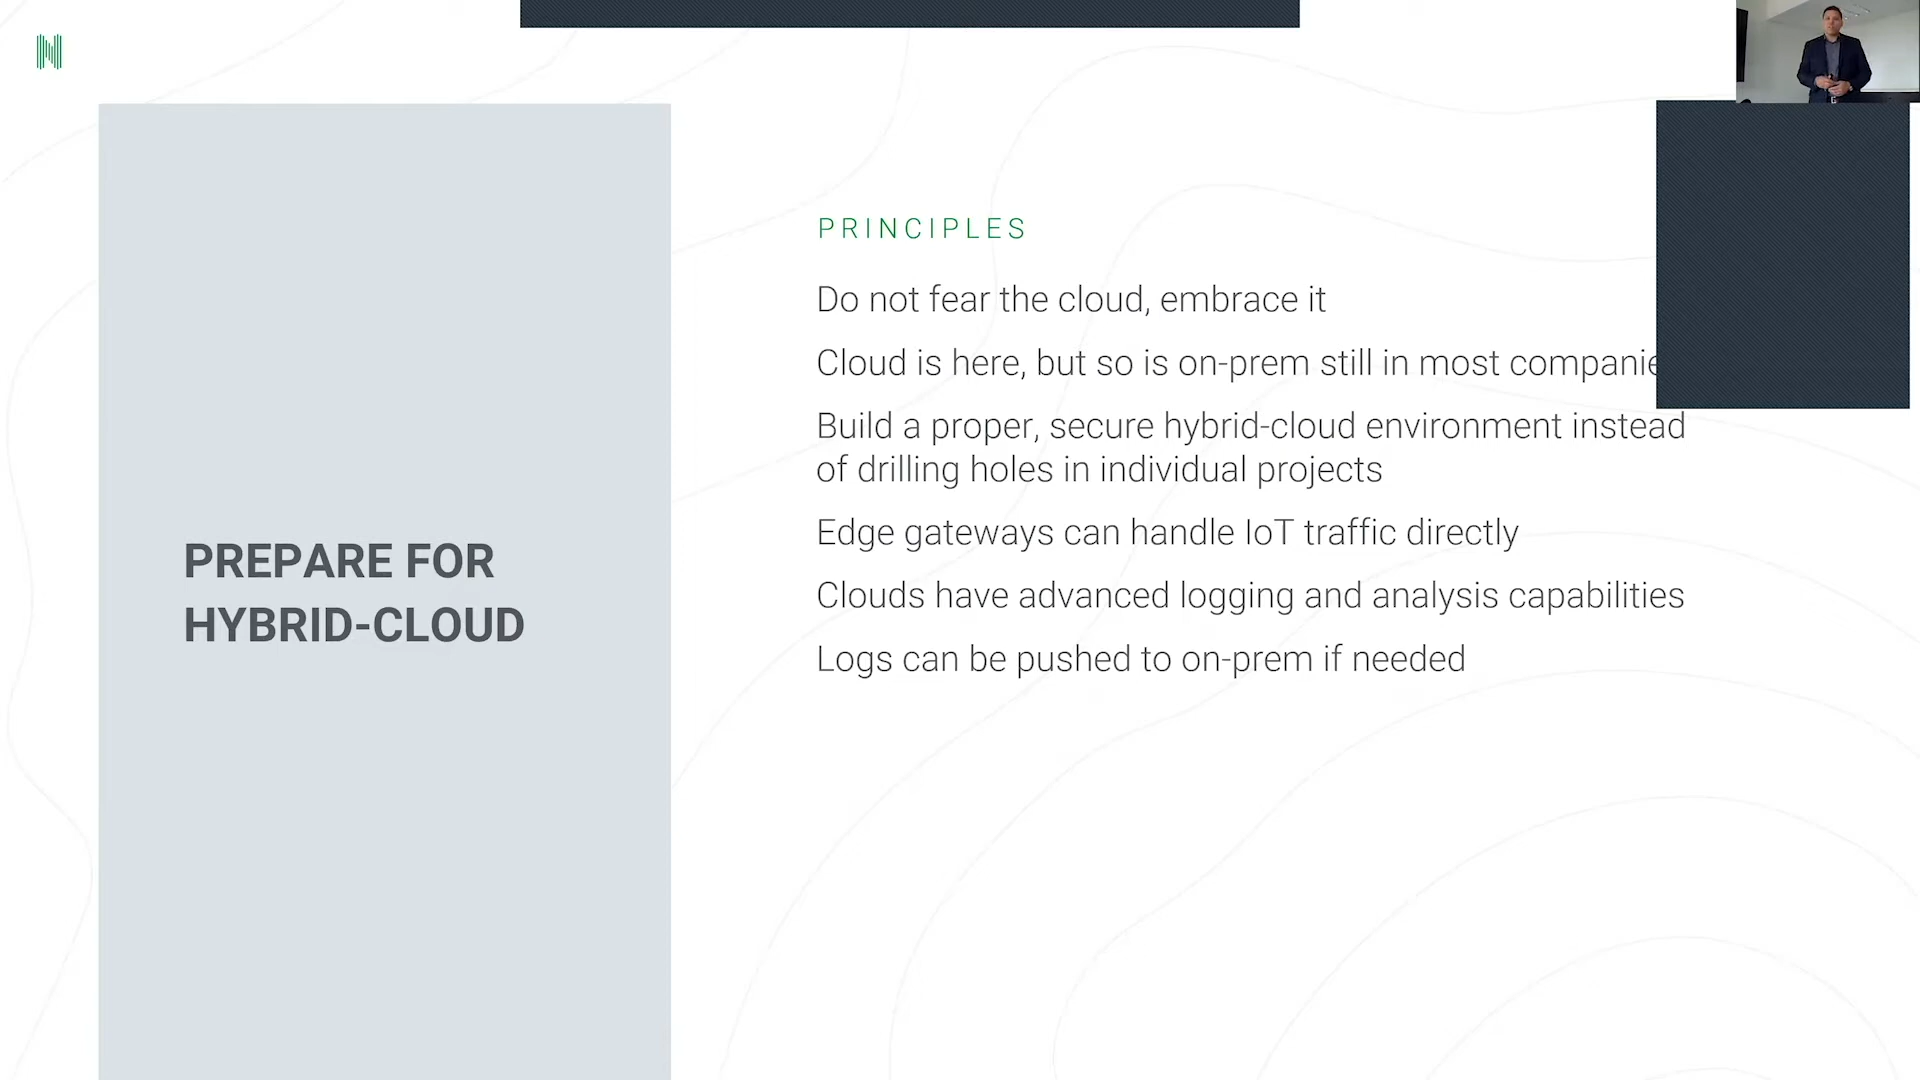 PREPARE FOR
HYBRID-CLOUD
PRINCIPLES
Do not fear the cloud, embrace it
Cloud is here, but so is on-prem still in most companie
Build a proper, secure hybrid-cloud environment instead
of drilling holes in individual projects
Edge gateways can handle IoT traffic directly
Clouds have advanced logging and analysis capabilities
Logs can be pushed to on-prem if needed